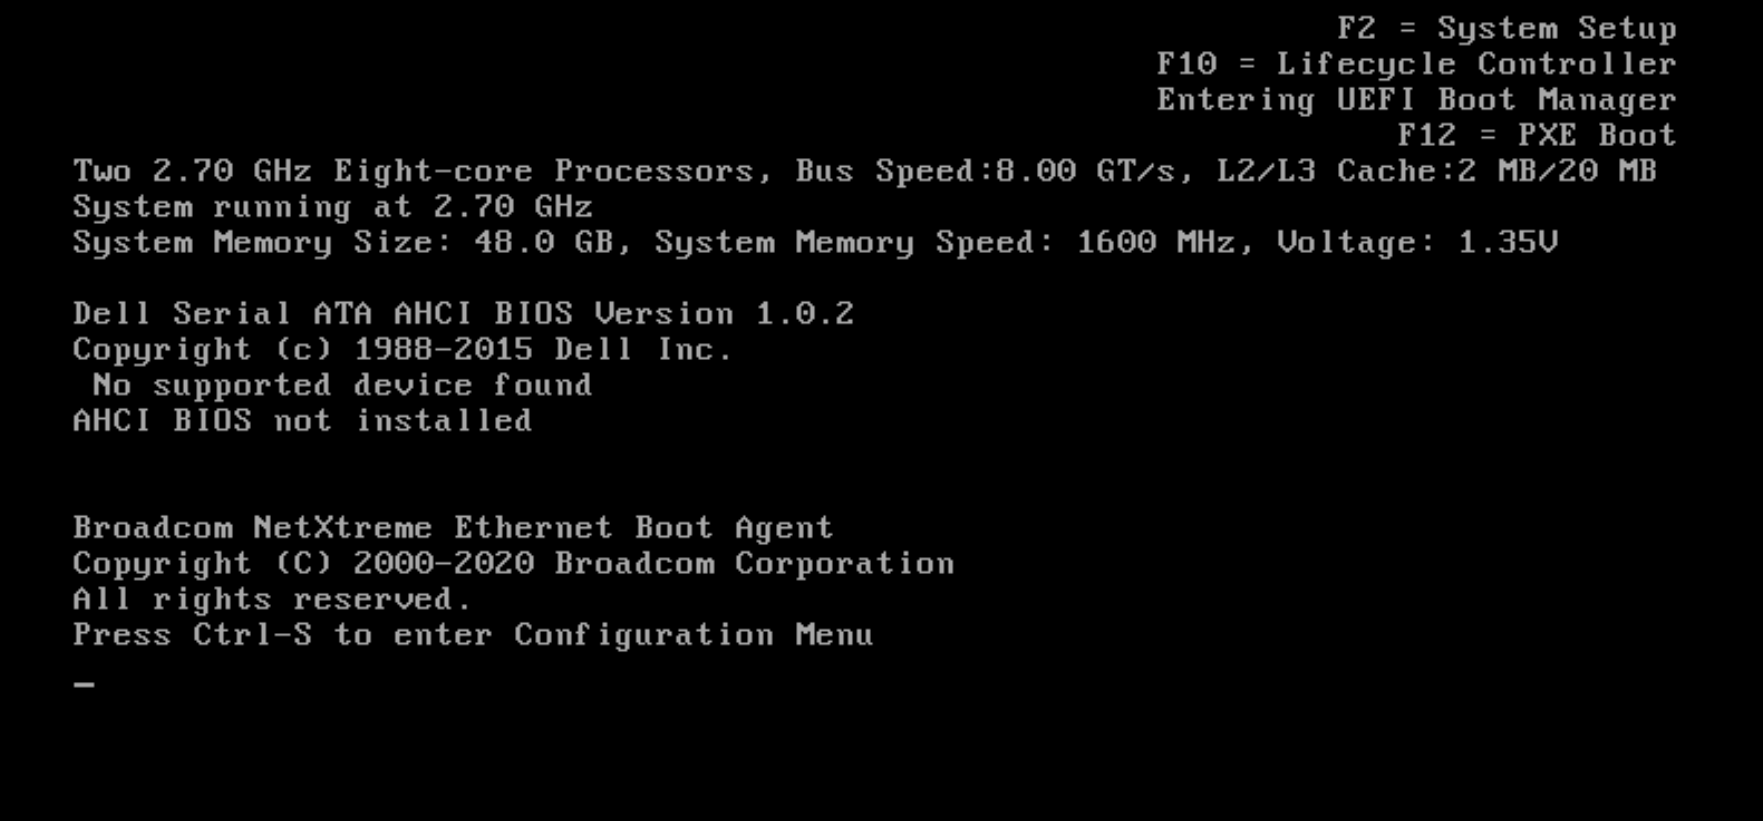 F2 = System Setup
F10 = Lifecycle Controller
Entering UEFI Boot Manager
F12 = PXE Boot
Two 2.70 GHz Eight-core Processors, Bus Speed:8.00 GT/s, L2/L3 Cache:2 MB/20 MB
System running at 2.70 GHz
System Memory Size: 48.0 GB, System Memory Speed: 1600 MHz, Voltage: 1.35V
Dell Serial ATA AHCI BIOS Version 1.0.2
Copyright (c) 1988-2015 Dell Inc.
No supported device found
AHCI BIOS not installed
Broadcom NetXtreme Ethernet Boot Agent
Copyright (C) 2000-2020 Broadcom Corporation
All rights reserved.
Press Ctrl-S to enter Configuration Menu